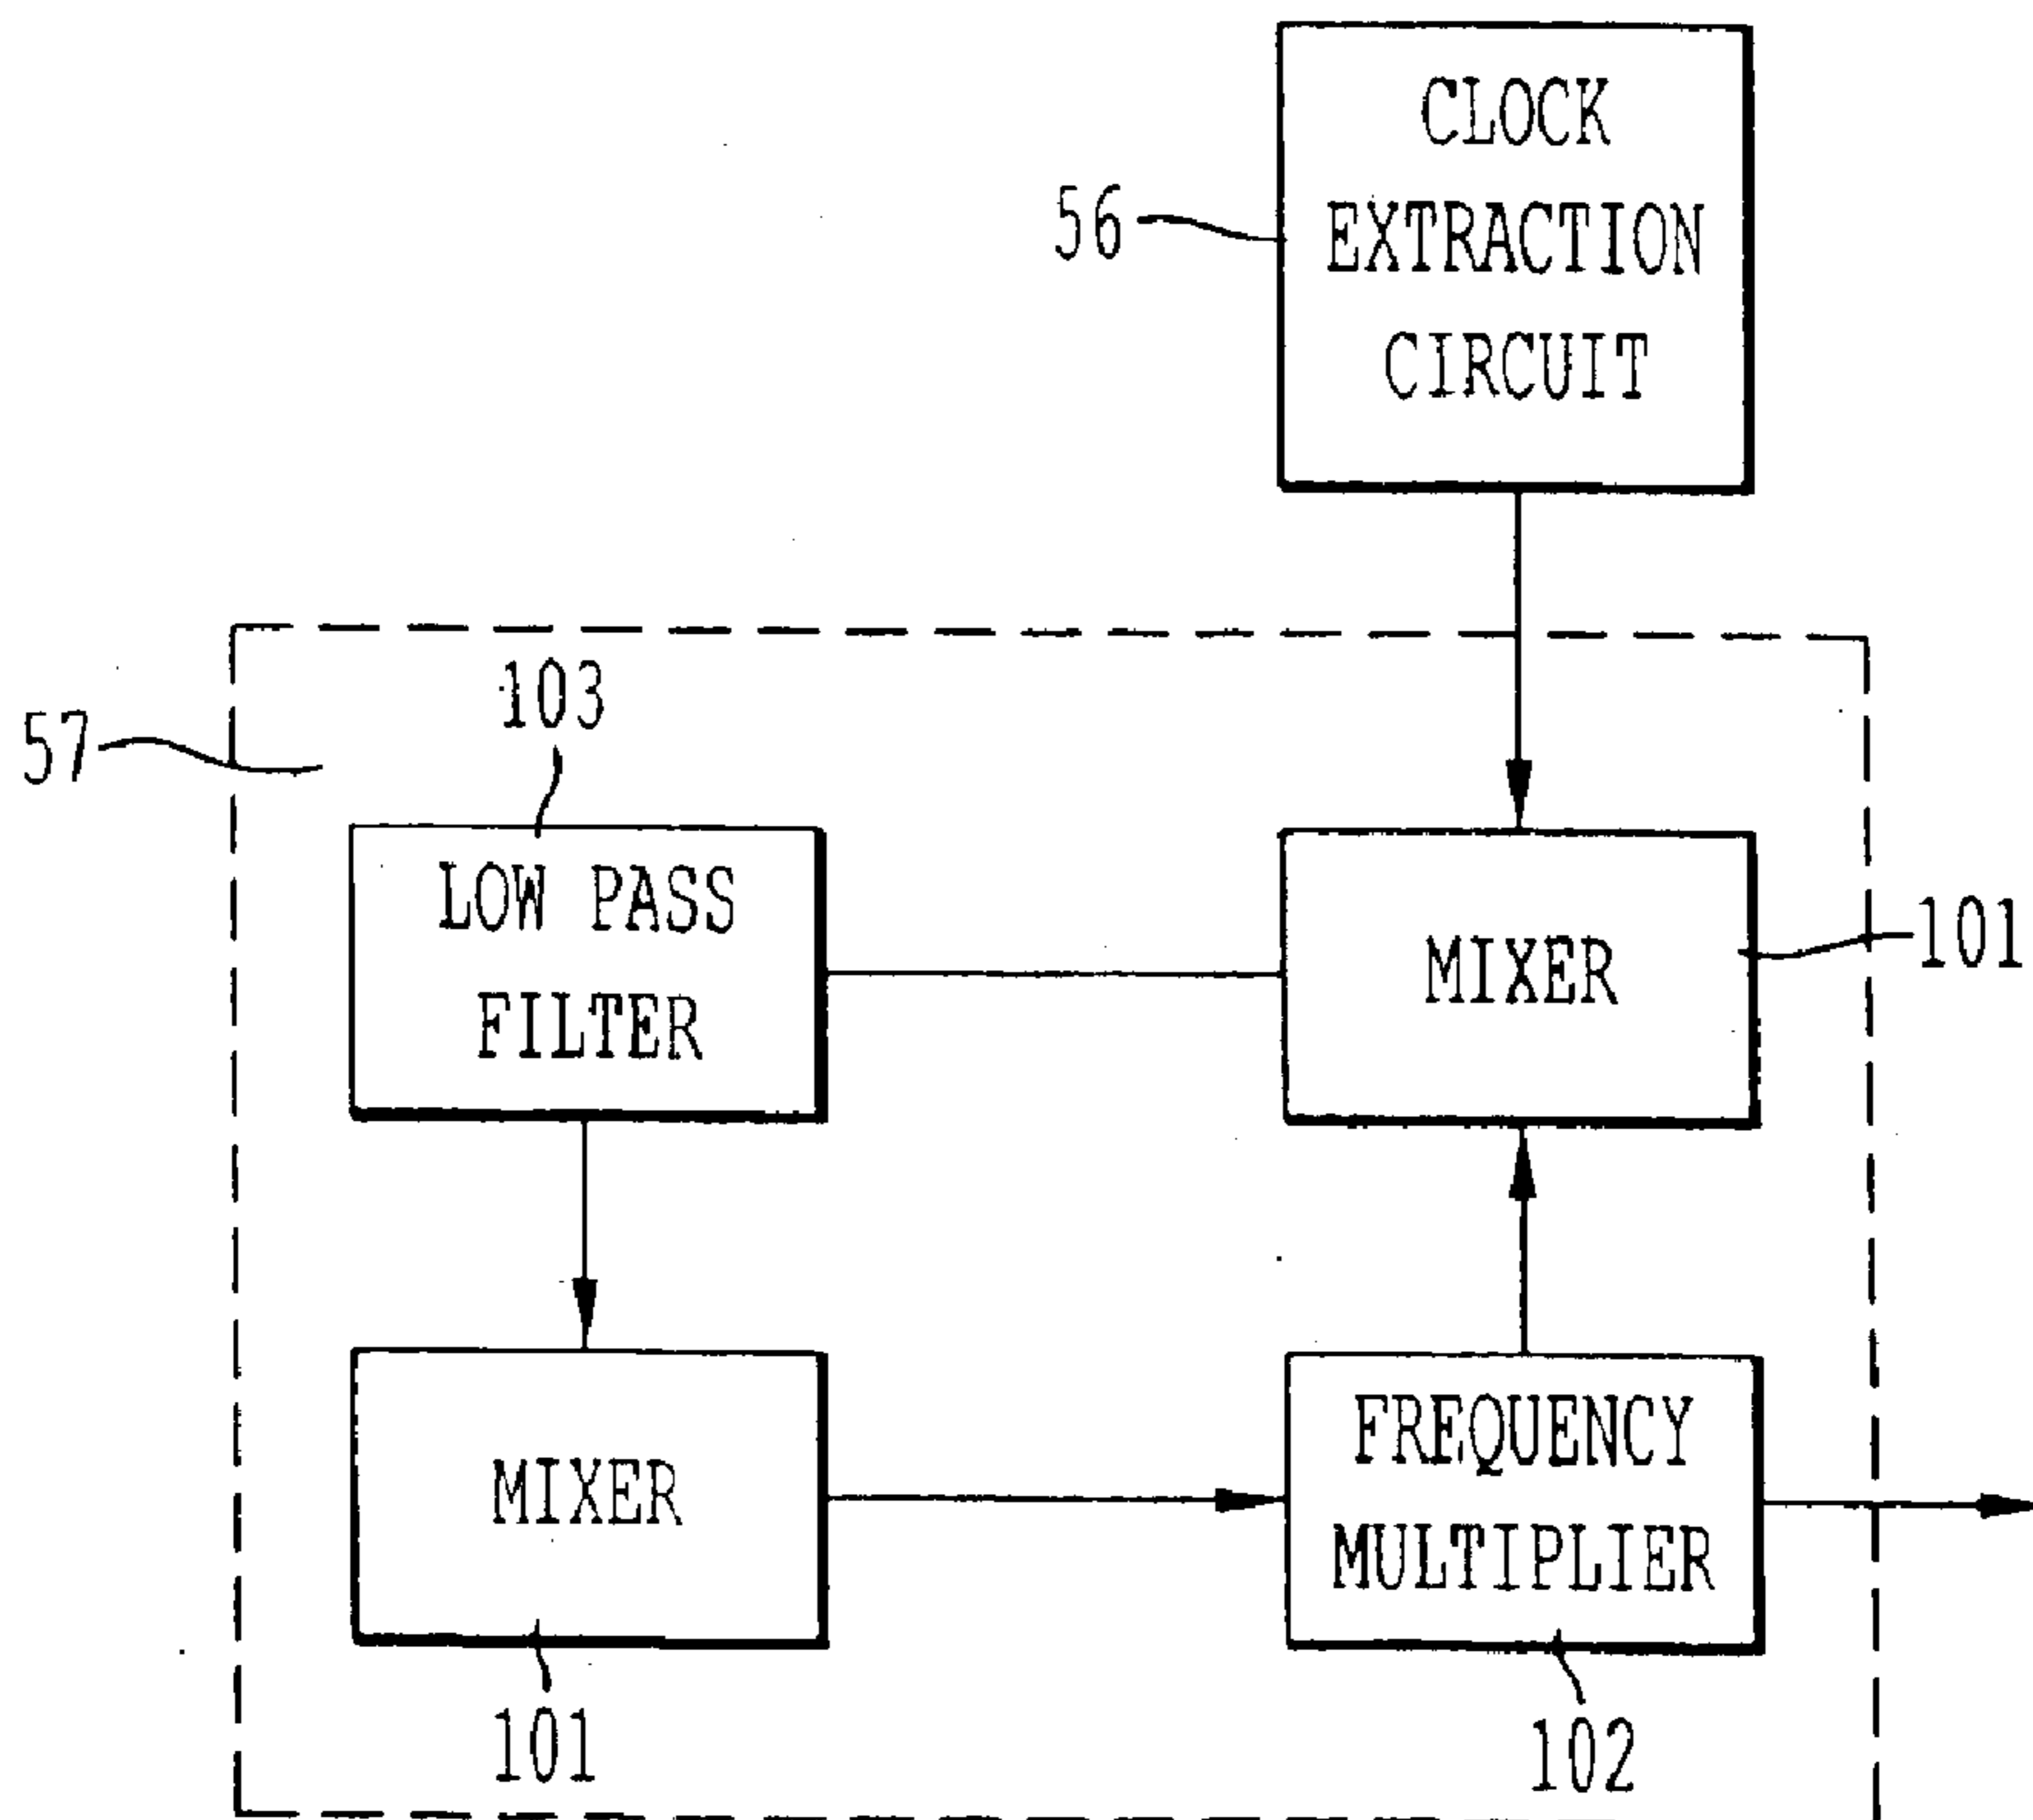 CLOCK
EXTRACTION
CIRCUIT
56
57
103
LOW PASS
FILTER
MIXER
101
MIXER
101
FREQUENCY
MULTIPLIER
102